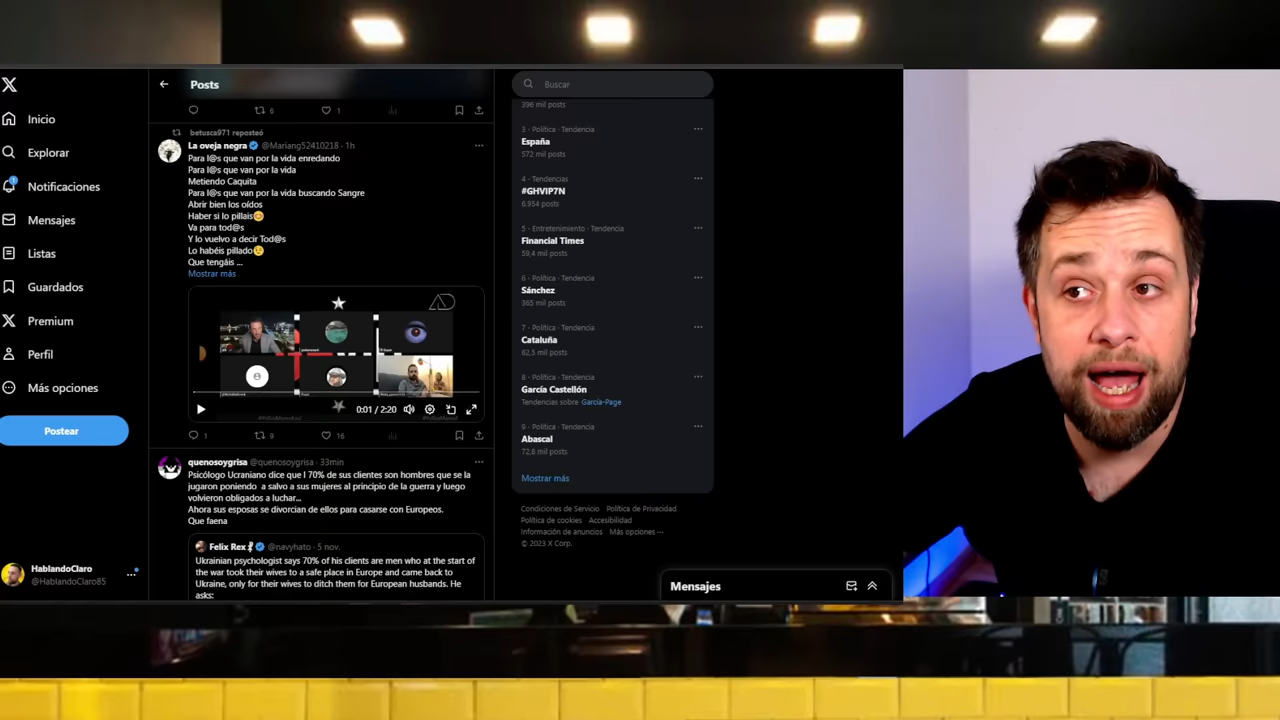 Inicio
Explorar
Notificaciones
Mensajes
Listas
Guardados
Premium
Perfil
Más opciones
Postear
HablandoClaro
@HablandoClaro85
Posts
6
1
betusca971 reposteó
La oveja negra @Mariang52410218 · 1h
Para l@s que van por la vida enredando
Para l@s que van por la vida
Metiendo Caquita
Para l@s que van por la vida buscando Sangre
Abrir bien los oídos
Haber si lo pillais😊
Va para tod@s
Y lo vuelvo a decir Tod@s
Lo habéis pillado😉
Que tengáis ...
Mostrar más
0:01 / 2:20
1
9
16
quenosoygrisa @quenosoygrisa · 33min
Psicólogo Ucraniano dice que l 70% de sus clientes son hombres que se la
jugaron poniendo a salvo a sus mujeres al principio de la guerra y luego
volvieron obligados a luchar...
Ahora sus esposas se divorcian de ellos para casarse con Europeos.
Que faena
Felix Rex @navyhato · 5 nov.
Ukrainian psychologist says 70% of his clients are men who at the start of
the war took their wives to a safe place in Europe and came back to
Ukraine, only for their wives to ditch them for European husbands. He
asks:
Buscar
396 mil posts
3 · Política · Tendencia
España
572 mil posts
4 · Tendencias
#GHVIP7N
6.954 posts
5 · Entretenimiento · Tendencia
Financial Times
59,4 mil posts
6 · Política · Tendencia
Sánchez
365 mil posts
7 · Política · Tendencia
Cataluña
62,5 mil posts
8 · Política · Tendencia
García Castellón
Tendencias sobre García-Page
9 · Política · Tendencia
Abascal
72,8 mil posts
Mostrar más
Condiciones de Servicio Política de Privacidad
Política de cookies Accesibilidad
Información de anuncios Más opciones ···
© 2023 X Corp.
Mensajes